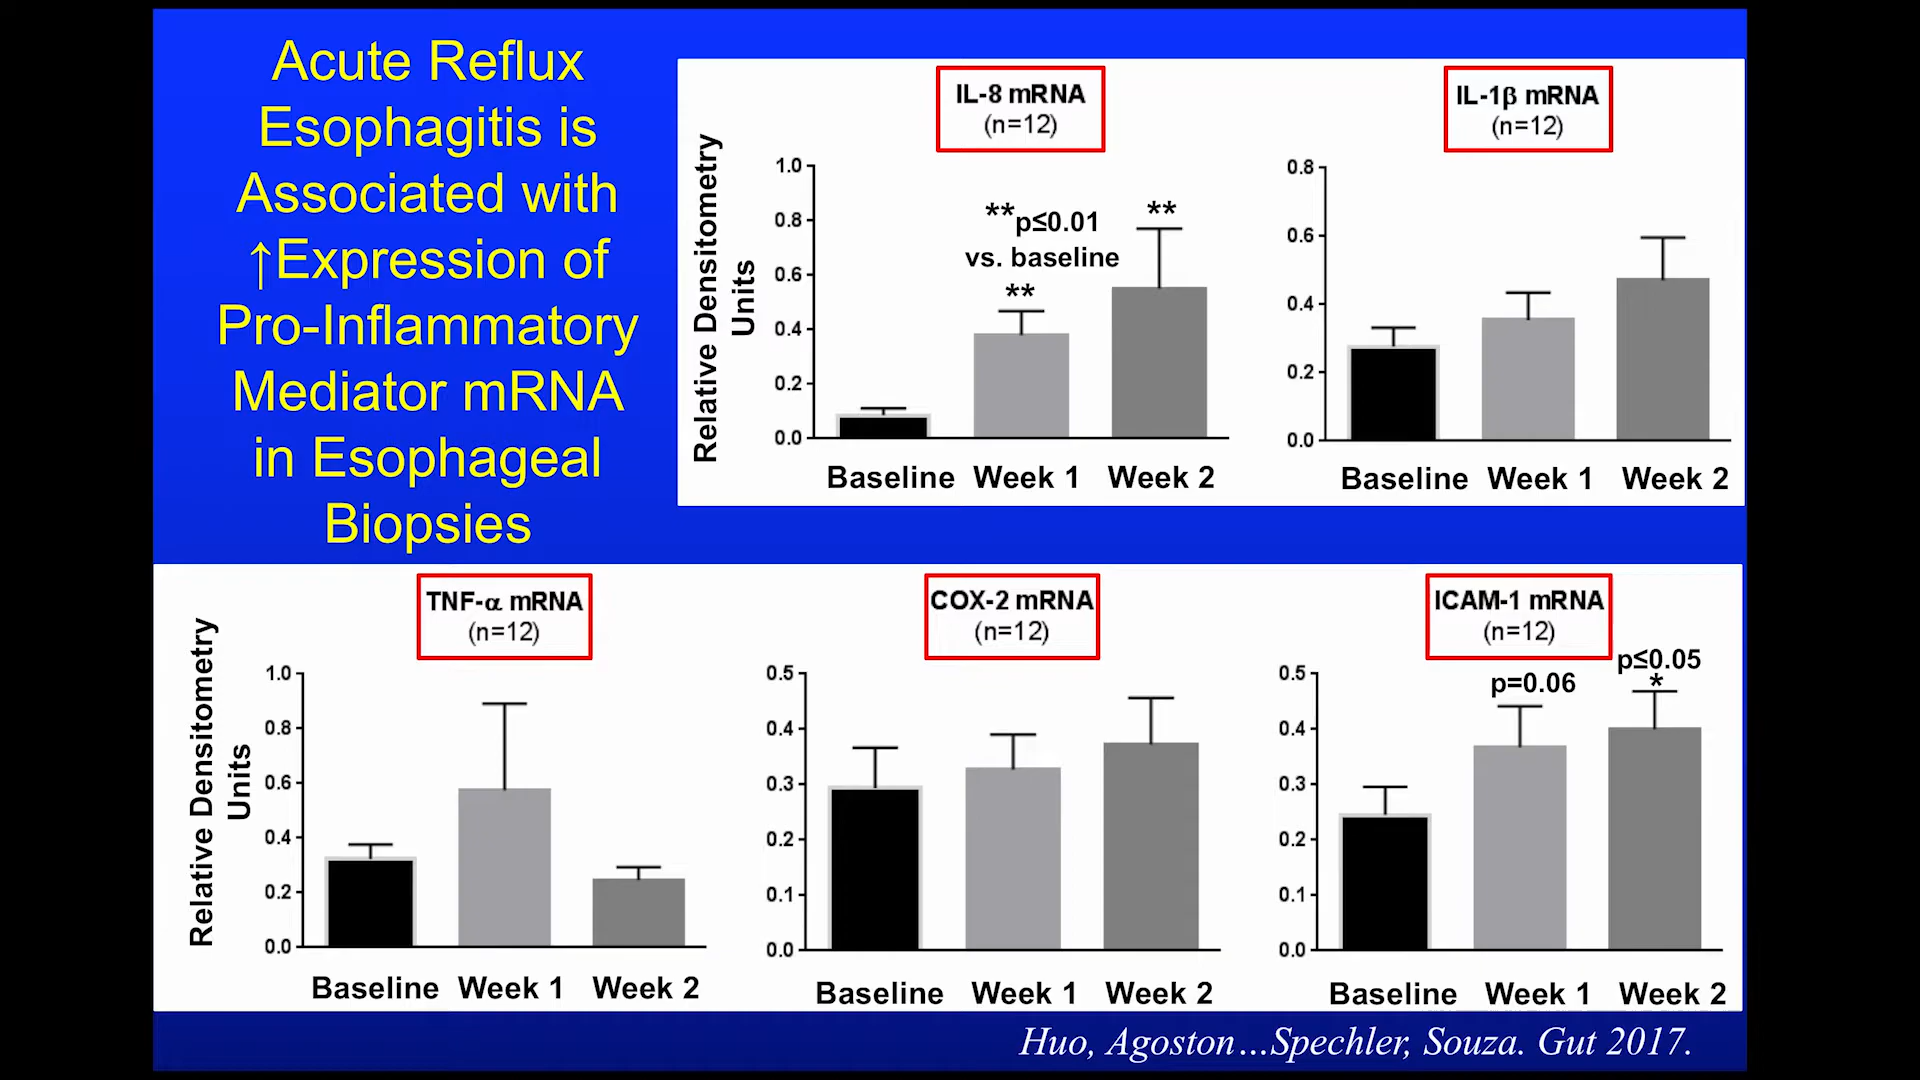 Acute Reflux
Esophagitis is
Associated with
↑Expression of
Pro-Inflammatory
Mediator mRNA
in Esophageal
Biopsies
IL-8 mRNA
(n=12)
Relative Densitometry
Units
1.0
0.8
0.6
0.4
0.2
0.0
**p≤0.01
vs. baseline
**
**
Baseline Week 1 Week 2
IL-1β mRNA
(n=12)
0.8
0.6
0.4
0.2
0.0
Baseline Week 1 Week 2
TNF-α mRNA
(n=12)
Relative Densitometry
Units
1.0
0.8
0.6
0.4
0.2
0.0
Baseline Week 1 Week 2
COX-2 mRNA
(n=12)
0.5
0.4
0.3
0.2
0.1
0.0
Baseline Week 1 Week 2
ICAM-1 mRNA
(n=12)
p≤0.05
p=0.06
*
0.5
0.4
0.3
0.2
0.1
0.0
Baseline Week 1 Week 2
Huo, Agoston…Spechler, Souza. Gut 2017.